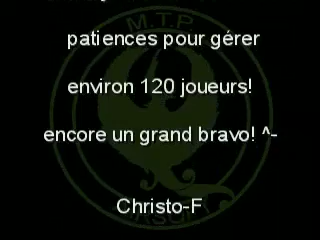 M.T.P
patiences pour gérer
environ 120 joueurs!
encore un grand bravo! ^-
Christo-F